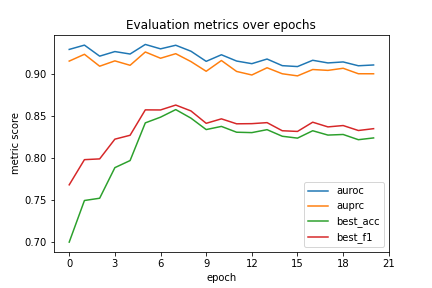 Evaluation metrics over epochs
metric score
0.90
0.85
0.80
0.75
0.70
auroc
auprc
best_acc
best_f1
0 3 6 9 12 15 18 21
epoch